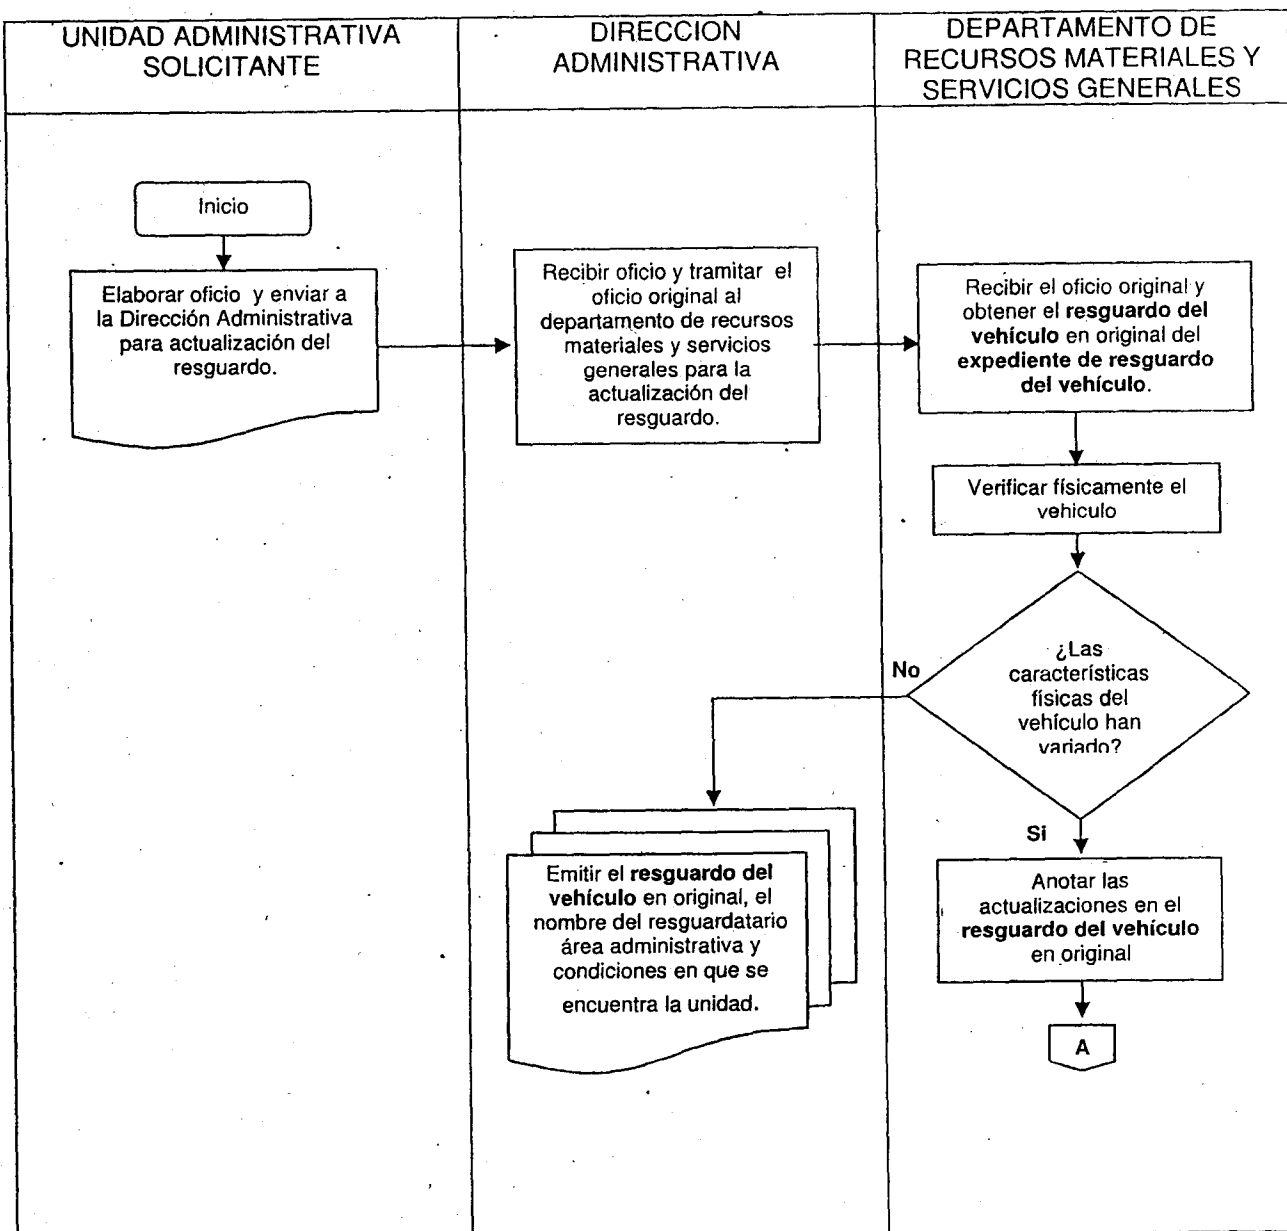 UNIDAD ADMINISTRATIVA
SOLICITANTE
DIRECCION
ADMINISTRATIVA
DEPARTAMENTO DE
RECURSOS MATERIALES Y
SERVICIOS GENERALES
Inicio
Elaborar oficio y enviar a
la Dirección Administrativa
para actualización del
resguardo.
Recibir oficio y tramitar el
oficio original al
departamento de recursos
materiales y servicios
generales para la
actualización del
resguardo.
Recibir el oficio original y
obtener el resguardo del
vehículo en original del
expediente de resguardo
del vehículo.
Verificar físicamente el
vehiculo
¿Las
características
físicas del
vehículo han
variado?
No
Si
Emitir el resguardo del
vehículo en original, el
nombre del resguardatario
área administrativa y
condiciones en que se
encuentra la unidad.
Anotar las
actualizaciones en el
resguardo del vehículo
en original
A